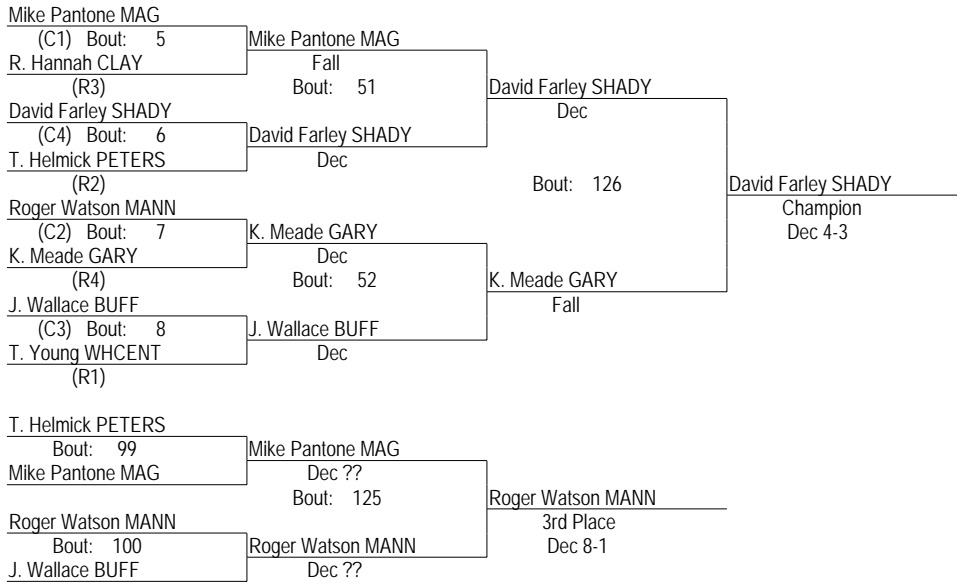 Mike Pantone MAG
(C1) Bout: 5
Mike Pantone MAG
R. Hannah CLAY
Fall
(R3)
Bout: 51
David Farley SHADY
David Farley SHADY
Dec
(C4) Bout: 6
David Farley SHADY
T. Helmick PETERS
Dec
(R2)
Bout: 126
David Farley SHADY
Roger Watson MANN
Champion
(C2) Bout: 7
K. Meade GARY
Dec 4-3
K. Meade GARY
Dec
(R4)
Bout: 52
K. Meade GARY
J. Wallace BUFF
Fall
(C3) Bout: 8
J. Wallace BUFF
T. Young WHCENT
Dec
(R1)
T. Helmick PETERS
Bout: 99
Mike Pantone MAG
Mike Pantone MAG
Dec ??
Bout: 125
Roger Watson MANN
Roger Watson MANN
3rd Place
Bout: 100
Roger Watson MANN
Dec 8-1
J. Wallace BUFF
Dec ??